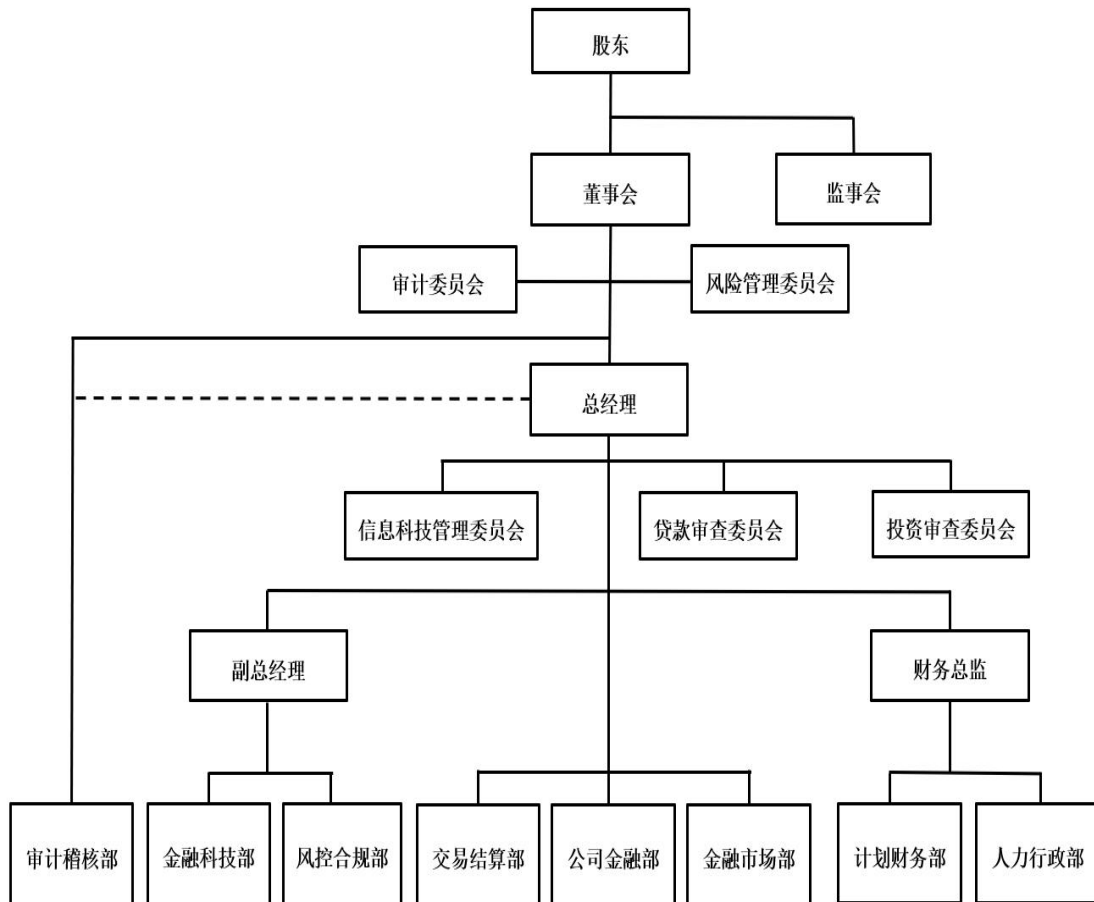 股东
董事会
监事会
审计委员会
风险管理委员会
总经理
信息科技管理委员会
贷款审查委员会
投资审查委员会
副总经理
财务总监
审计稽核部
金融科技部
风控合规部
交易结算部
公司金融部
金融市场部
计划财务部
人力行政部